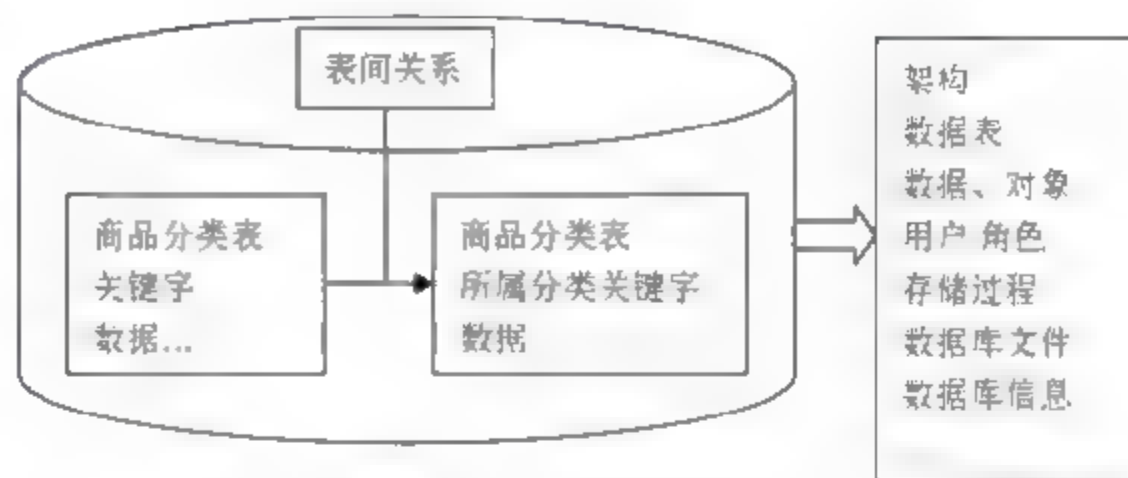 表间关系
商品分类表
关键字
数据...
商品分类表
所属分类关键字
数据
架构
数据表
数据、对象
用户 角色
存储过程
数据库文件
数据库信息